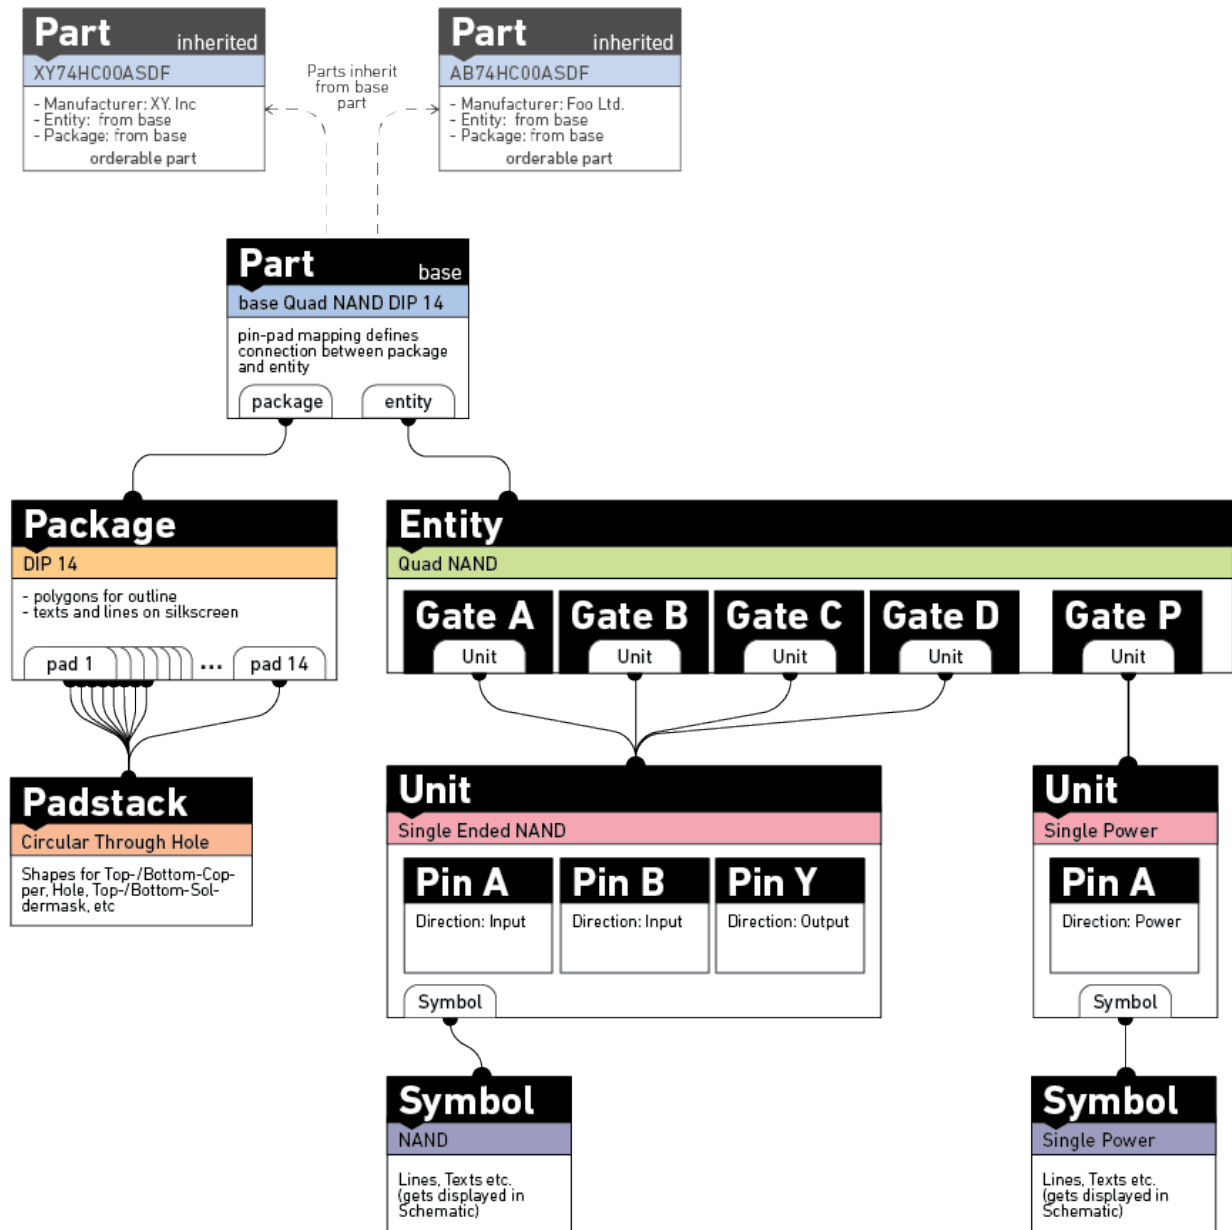 Part inherited
XY74HC00ASDF
- Manufacturer: XY. Inc
- Entity: from base
- Package: from base
orderable part
Parts inherit
from base
part
Part inherited
AB74HC00ASDF
- Manufacturer: Foo Ltd.
- Entity: from base
- Package: from base
orderable part
Part base
base Quad NAND DIP 14
pin-pad mapping defines
connection between package
and entity
package entity
Package
DIP 14
- polygons for outline
- texts and lines on silkscreen
pad 1 ... pad 14
Padstack
Circular Through Hole
Shapes for Top-/Bottom-Cop-
per, Hole, Top-/Bottom-Sol-
dermask, etc
Entity
Quad NAND
Gate A Gate B Gate C Gate D Gate P
Unit Unit Unit Unit Unit
Unit
Single Ended NAND
Pin A Pin B Pin Y
Direction: Input Direction: Input Direction: Output
Symbol
Unit
Single Power
Pin A
Direction: Power
Symbol
Symbol
NAND
Lines, Texts etc.
(gets displayed in
Schematic)
Symbol
Single Power
Lines, Texts etc.
(gets displayed in
Schematic)